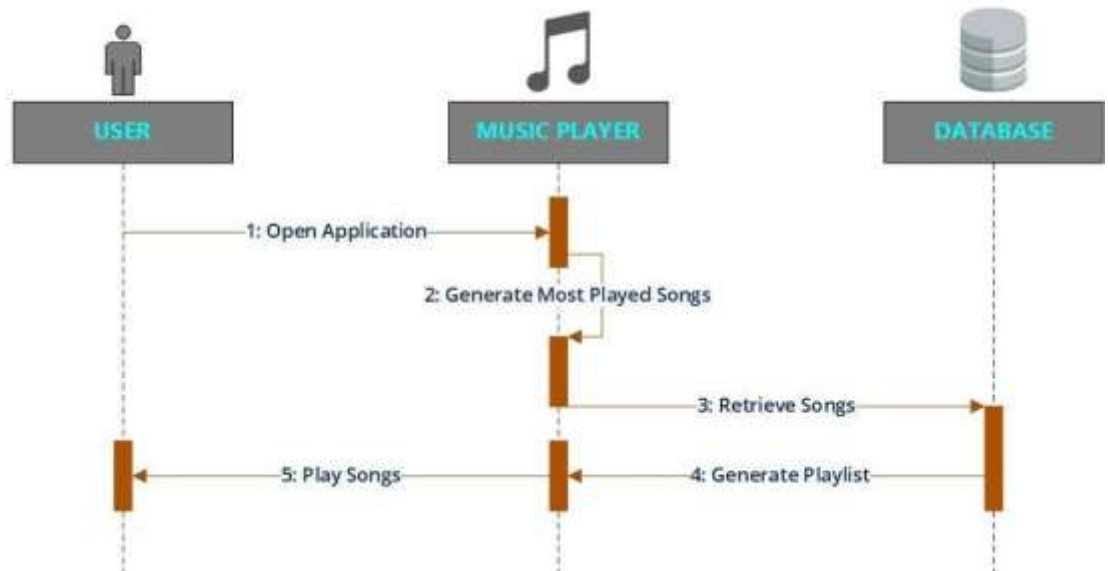 USER
MUSIC PLAYER
DATABASE
1: Open Application
2: Generate Most Played Songs
3: Retrieve Songs
5: Play Songs
4: Generate Playlist